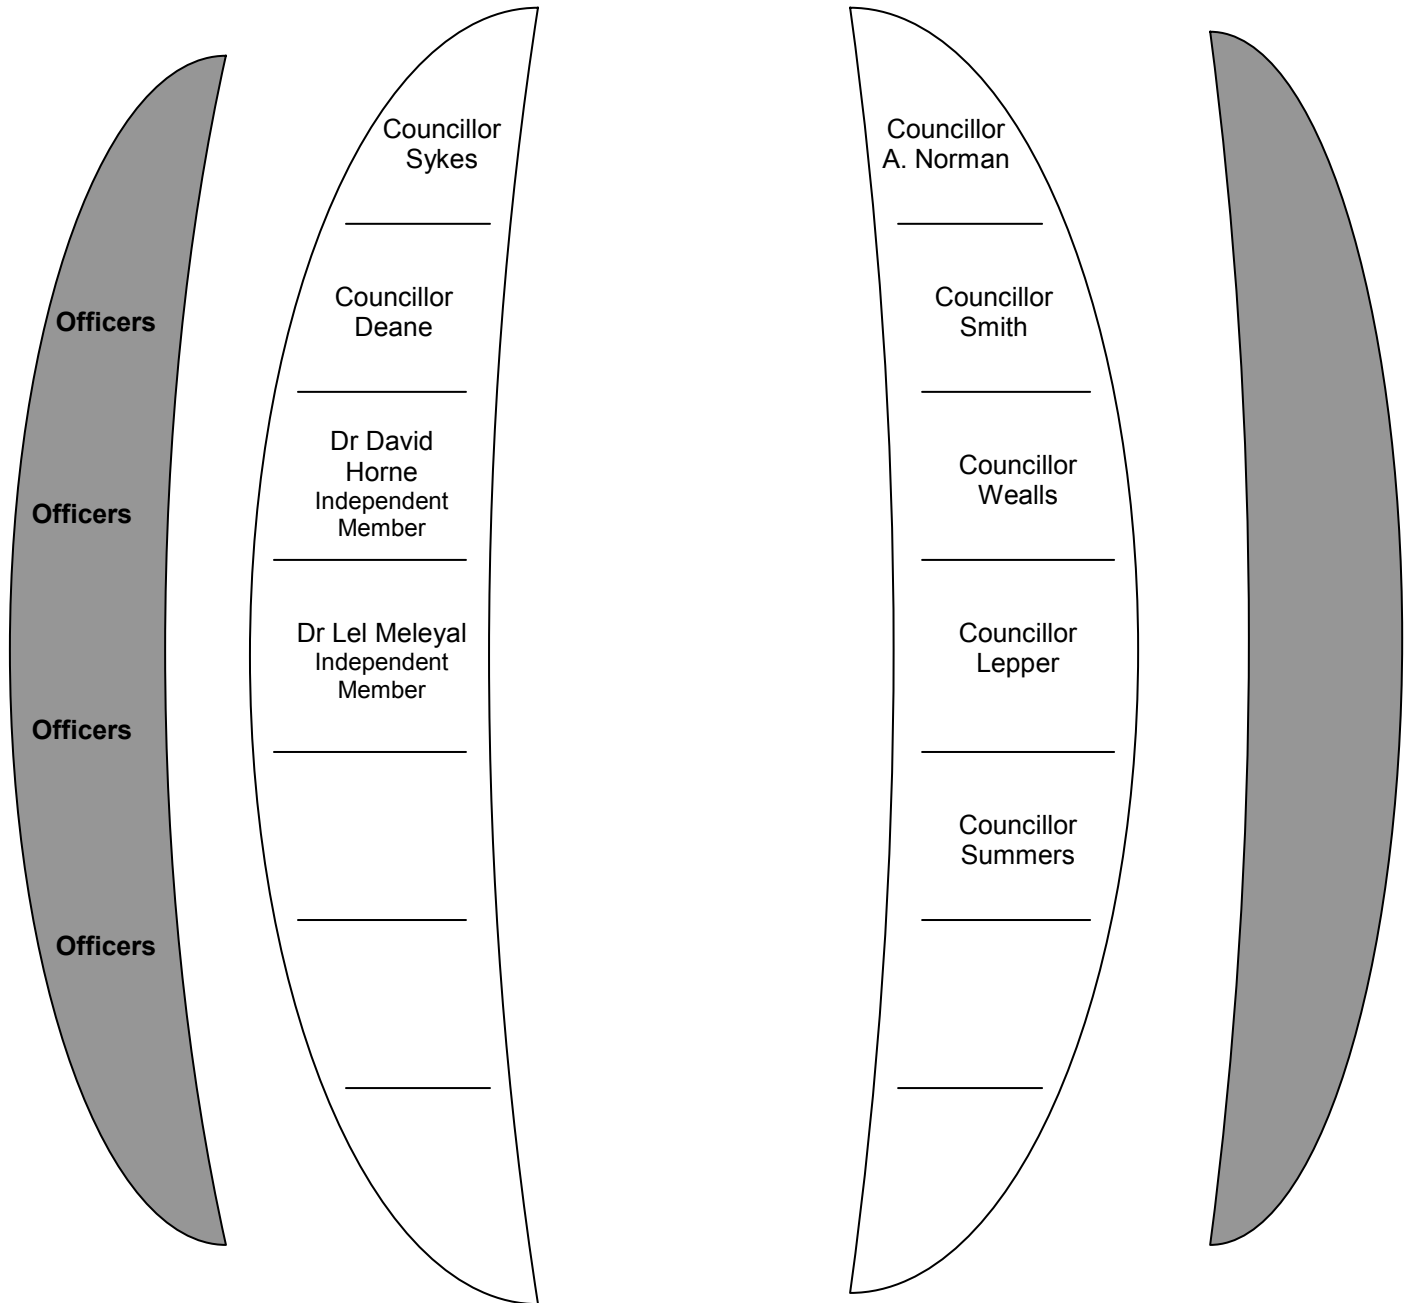 Officers
Officers
Officers
Officers
Councillor
Sykes
Councillor
Deane
Dr David
Horne
Independent
Member
Dr Lel Meleyal
Independent
Member
Councillor
A. Norman
Councillor
Smith
Councillor
Wealls
Councillor
Lepper
Councillor
Summers